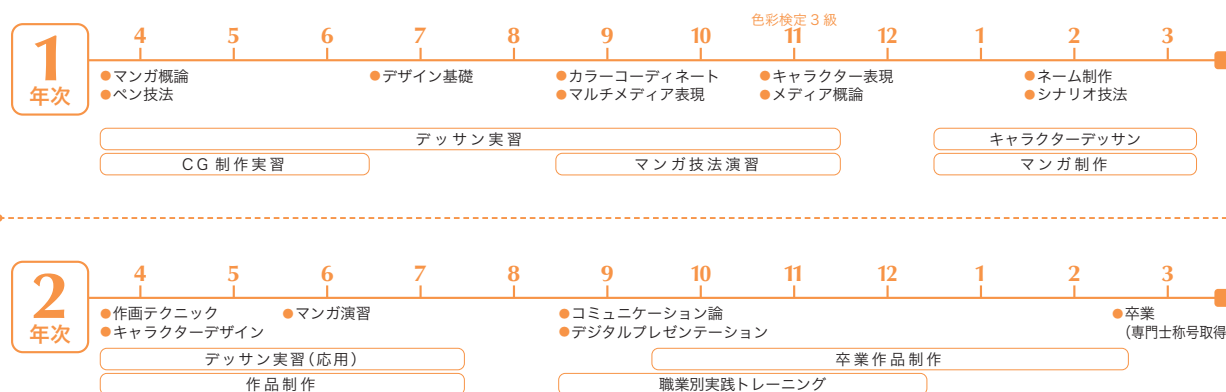 色彩検定3級
1
年次
4 5 6 7 8 9 10 11 12 1 2 3
●マンガ概論 ●デザイン基礎 ●カラーコーディネート ●キャラクター表現 ●ネーム制作
●ペン技法 ●マルチメディア表現 ●メディア概論 ●シナリオ技法
デッサン実習 キャラクターデッサン
CG制作実習 マンガ技法演習 マンガ制作
2
年次
4 5 6 7 8 9 10 11 12 1 2 3
●作画テクニック ●マンガ演習 ●コミュニケーション論 ●卒業
●キャラクターデザイン ●デジタルプレゼンテーション (専門士称号取得
デッサン実習(応用) 卒業作品制作
作品制作 職業別実践トレーニング